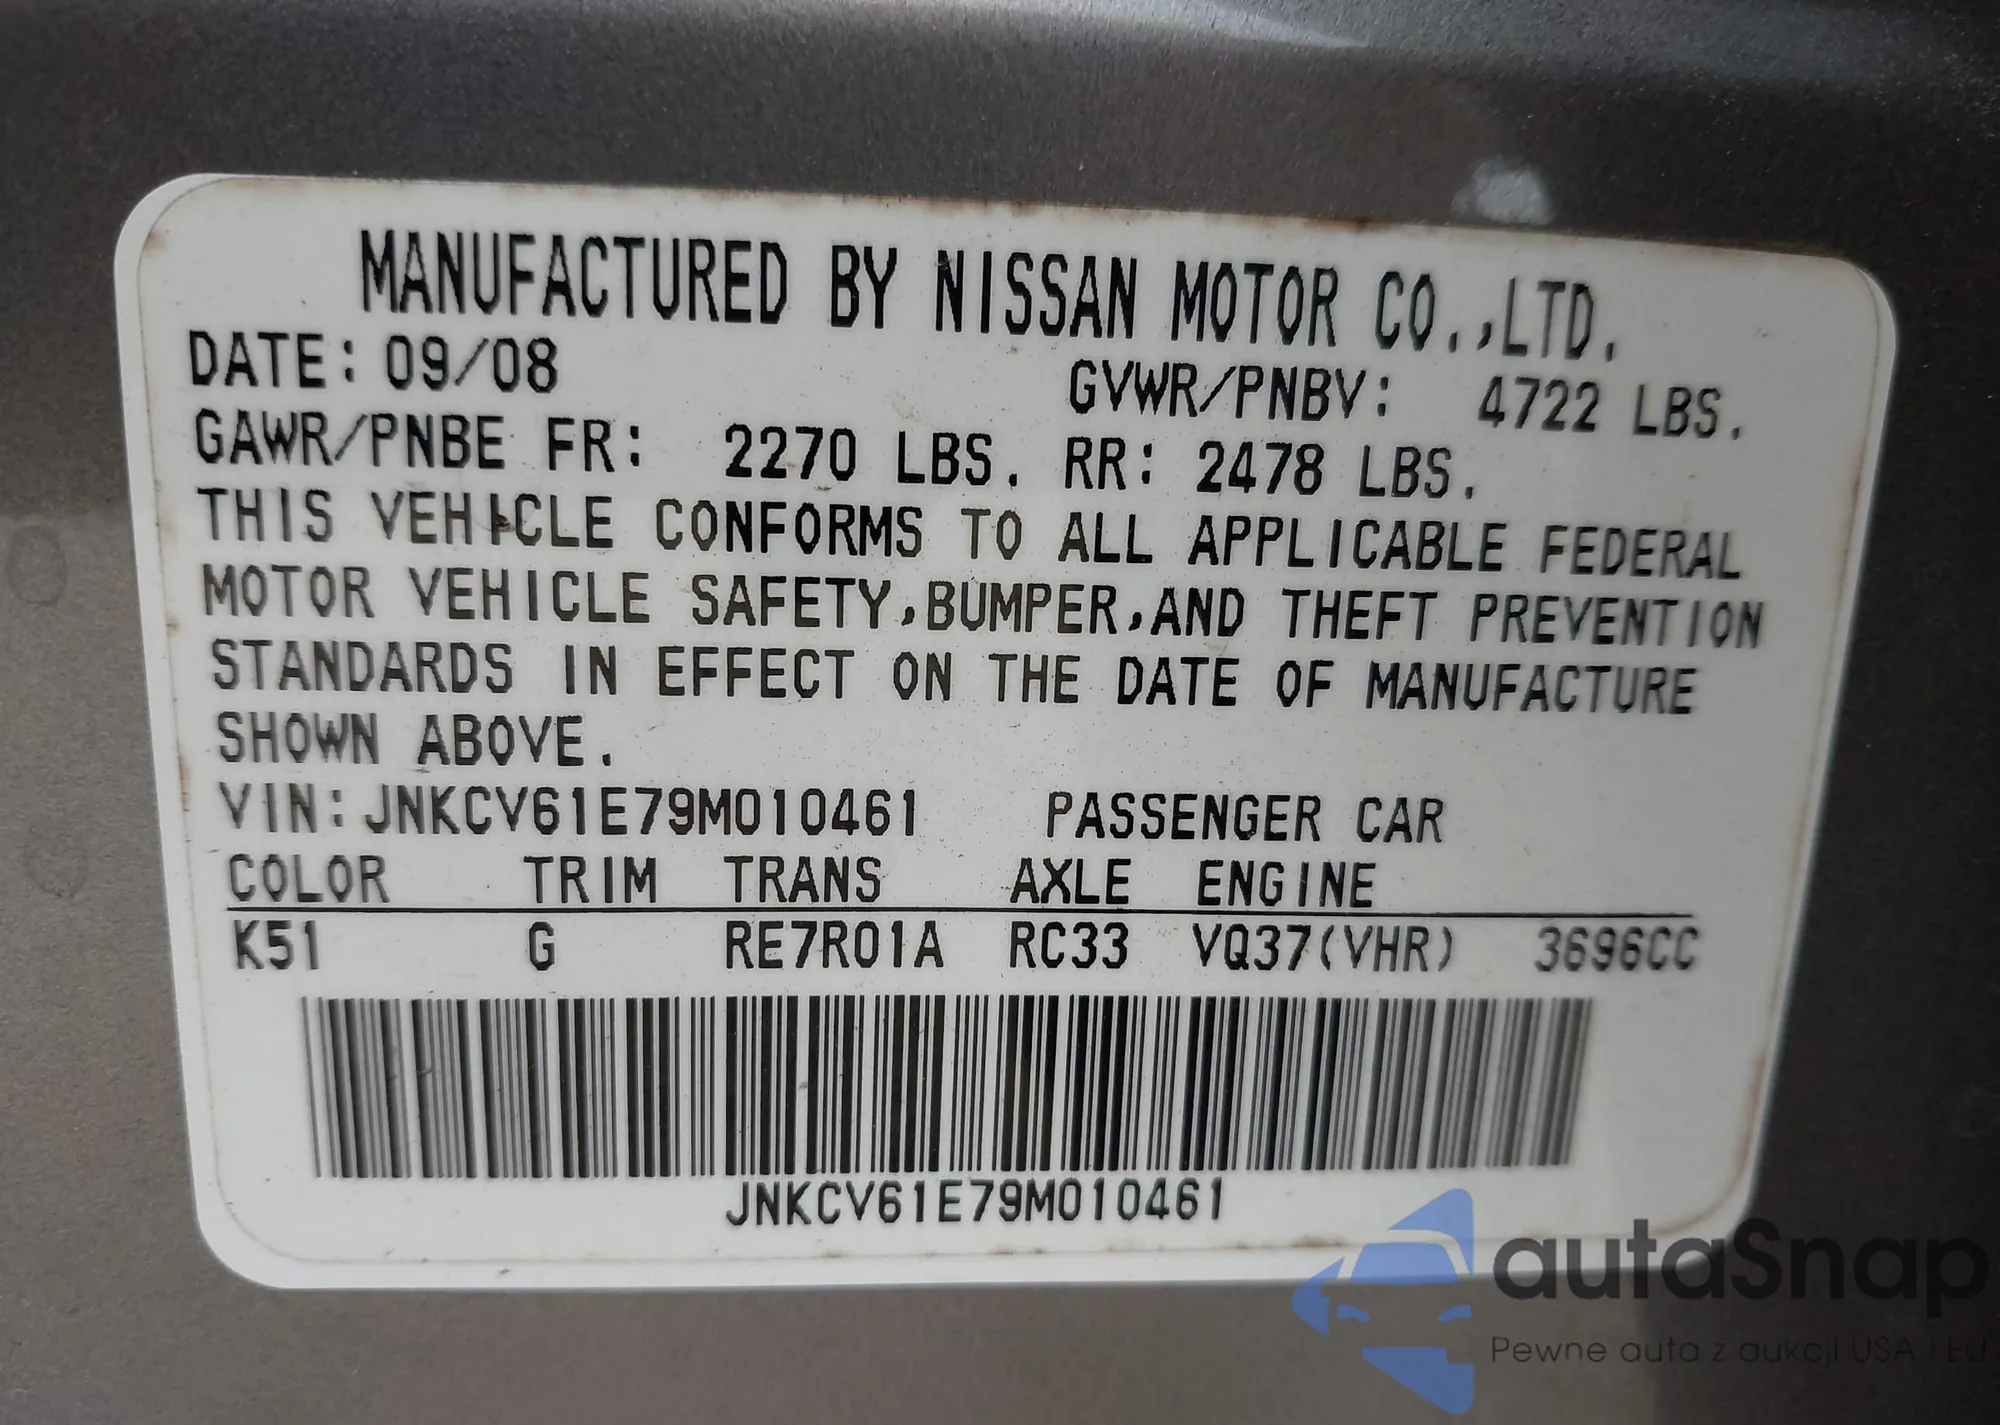 MANUFACTURED BY NISSAN MOTOR CO.,LTD.
DATE: 09/08 GVWR/PNBV: 4722 LBS.
GAWR/PNBE FR: 2270 LBS. RR: 2478 LBS.
THIS VEHICLE CONFORMS TO ALL APPLICABLE FEDERAL
MOTOR VEHICLE SAFETY,BUMPER,AND THEFT PREVENTION
STANDARDS IN EFFECT ON THE DATE OF MANUFACTURE
SHOWN ABOVE.
VIN:JNKCV61E79M010461 PASSENGER CAR
COLOR TRIM TRANS AXLE ENGINE
K51 G RE7R01A RC33 VQ37(VHR) 3696CC
JNKCV61E79M010461
autaSnap
Pewne auta z aukcji USA i EU